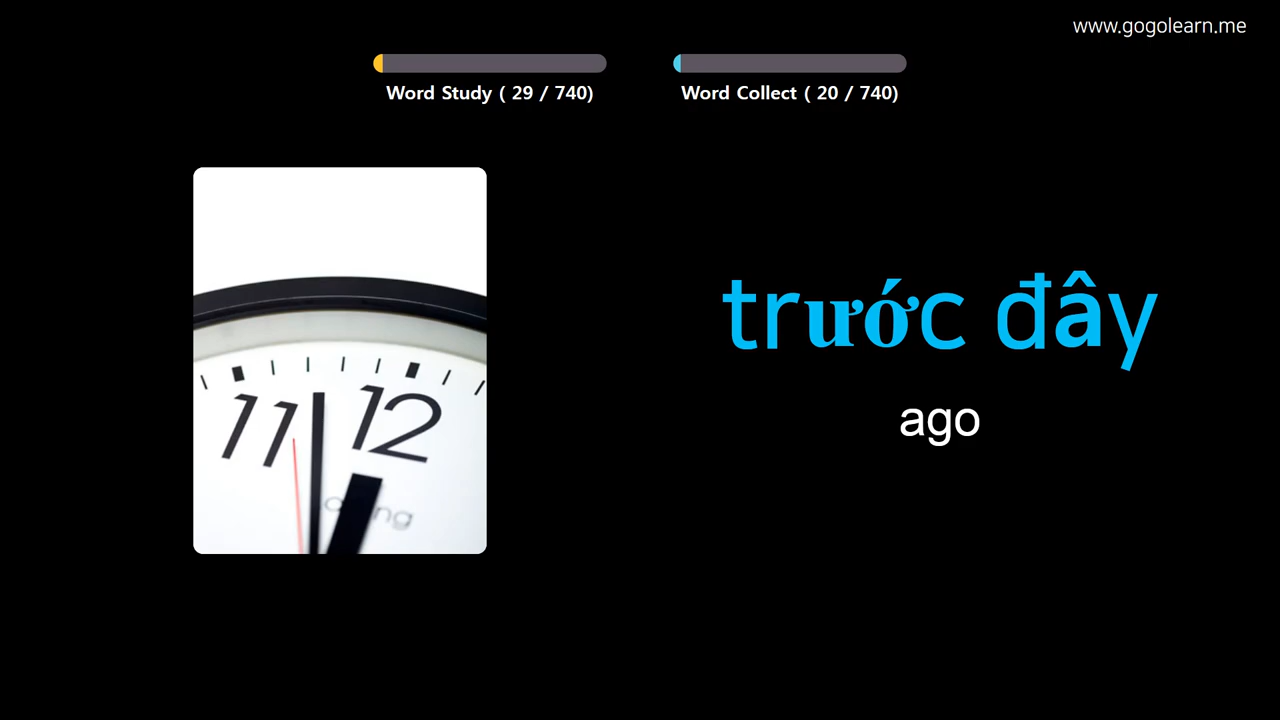 www.gogolearn.me
Word Study ( 29 / 740)
Word Collect ( 20 / 740)
trước đây
ago
11
12